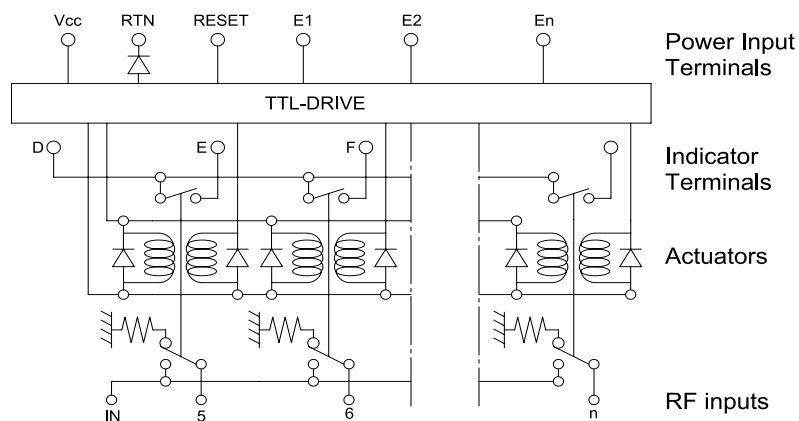 Vcc RTN RESET E1 E2 En
Power Input
Terminals
TTL-DRIVE
D E F
Indicator
Terminals
Actuators
IN 5 6 n
RF inputs